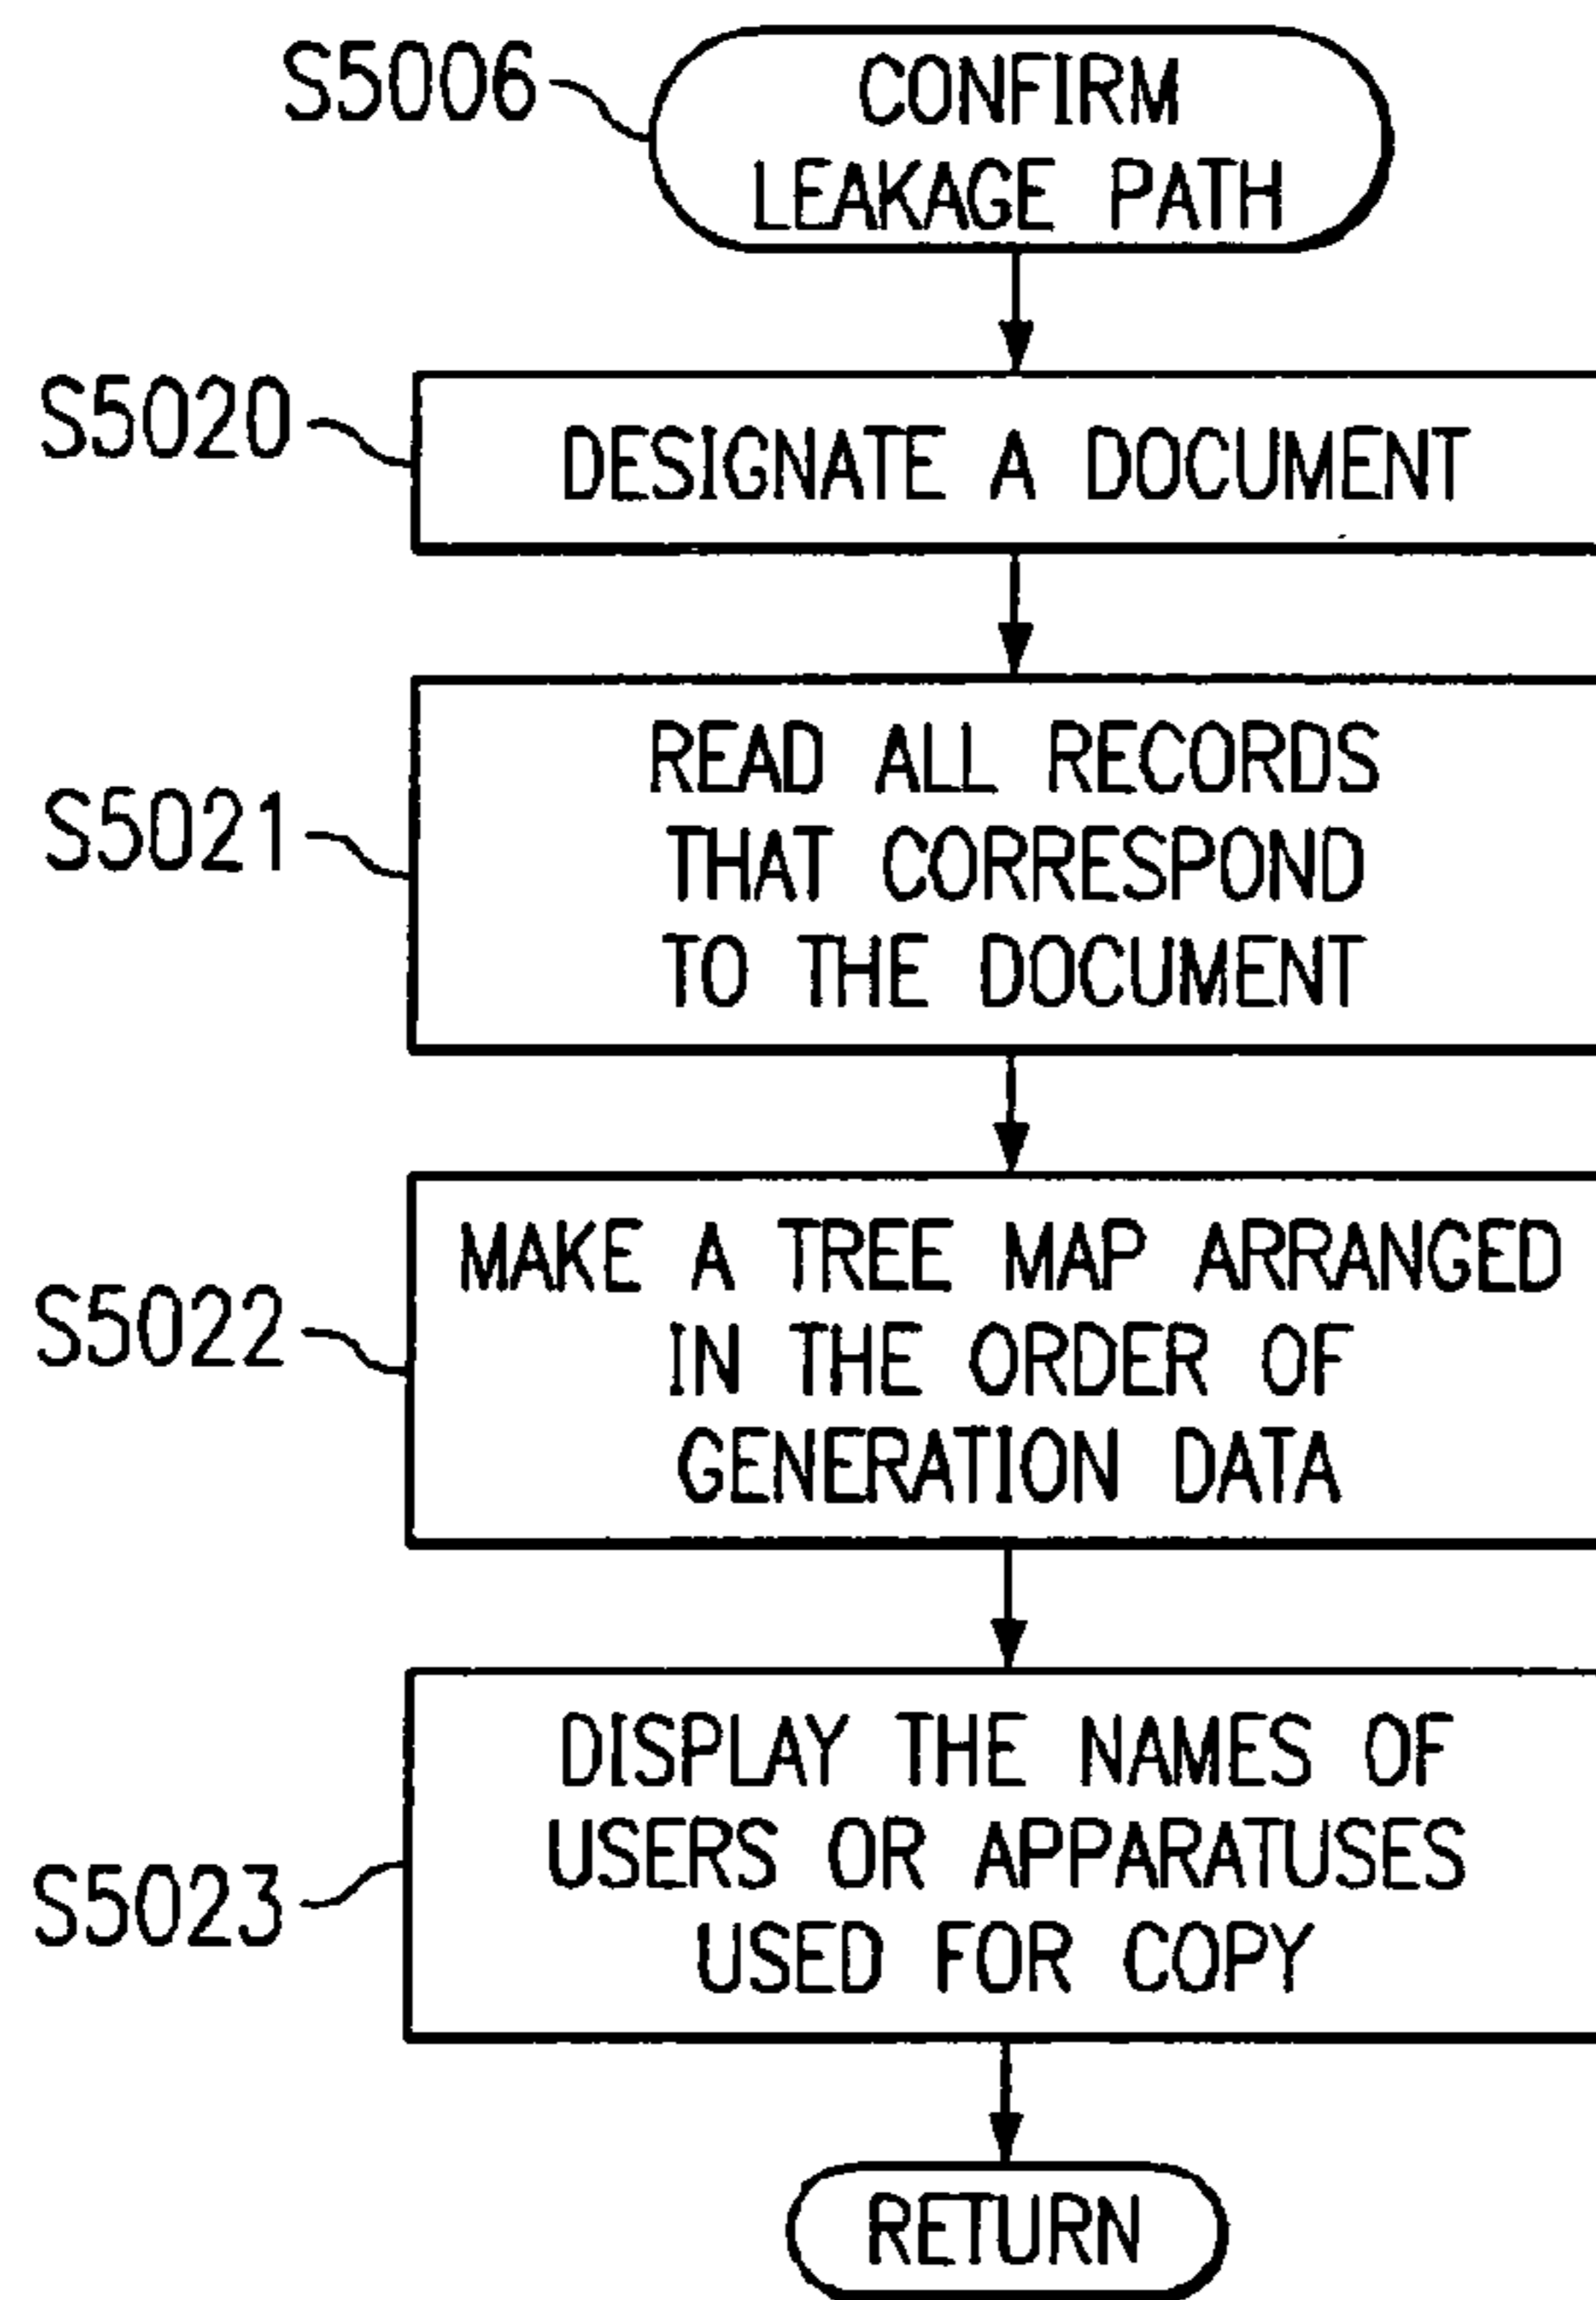 S5006
CONFIRM
LEAKAGE PATH
S5020
DESIGNATE A DOCUMENT
S5021
READ ALL RECORDS
THAT CORRESPOND
TO THE DOCUMENT
S5022
MAKE A TREE MAP ARRANGED
IN THE ORDER OF
GENERATION DATA
S5023
DISPLAY THE NAMES OF
USERS OR APPARATUSES
USED FOR COPY
RETURN